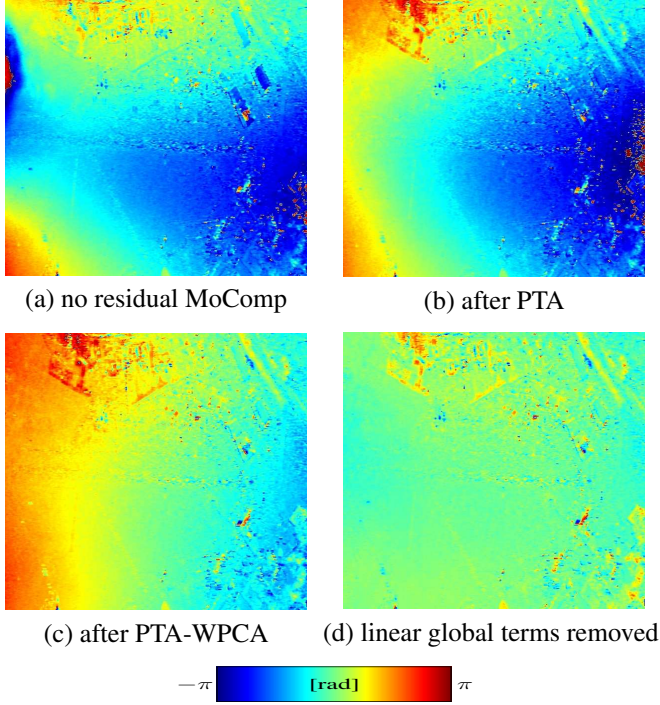 (a) no residual MoComp
(b) after PTA
(c) after PTA-WPCA
(d) linear global terms removed
−π [rad] π